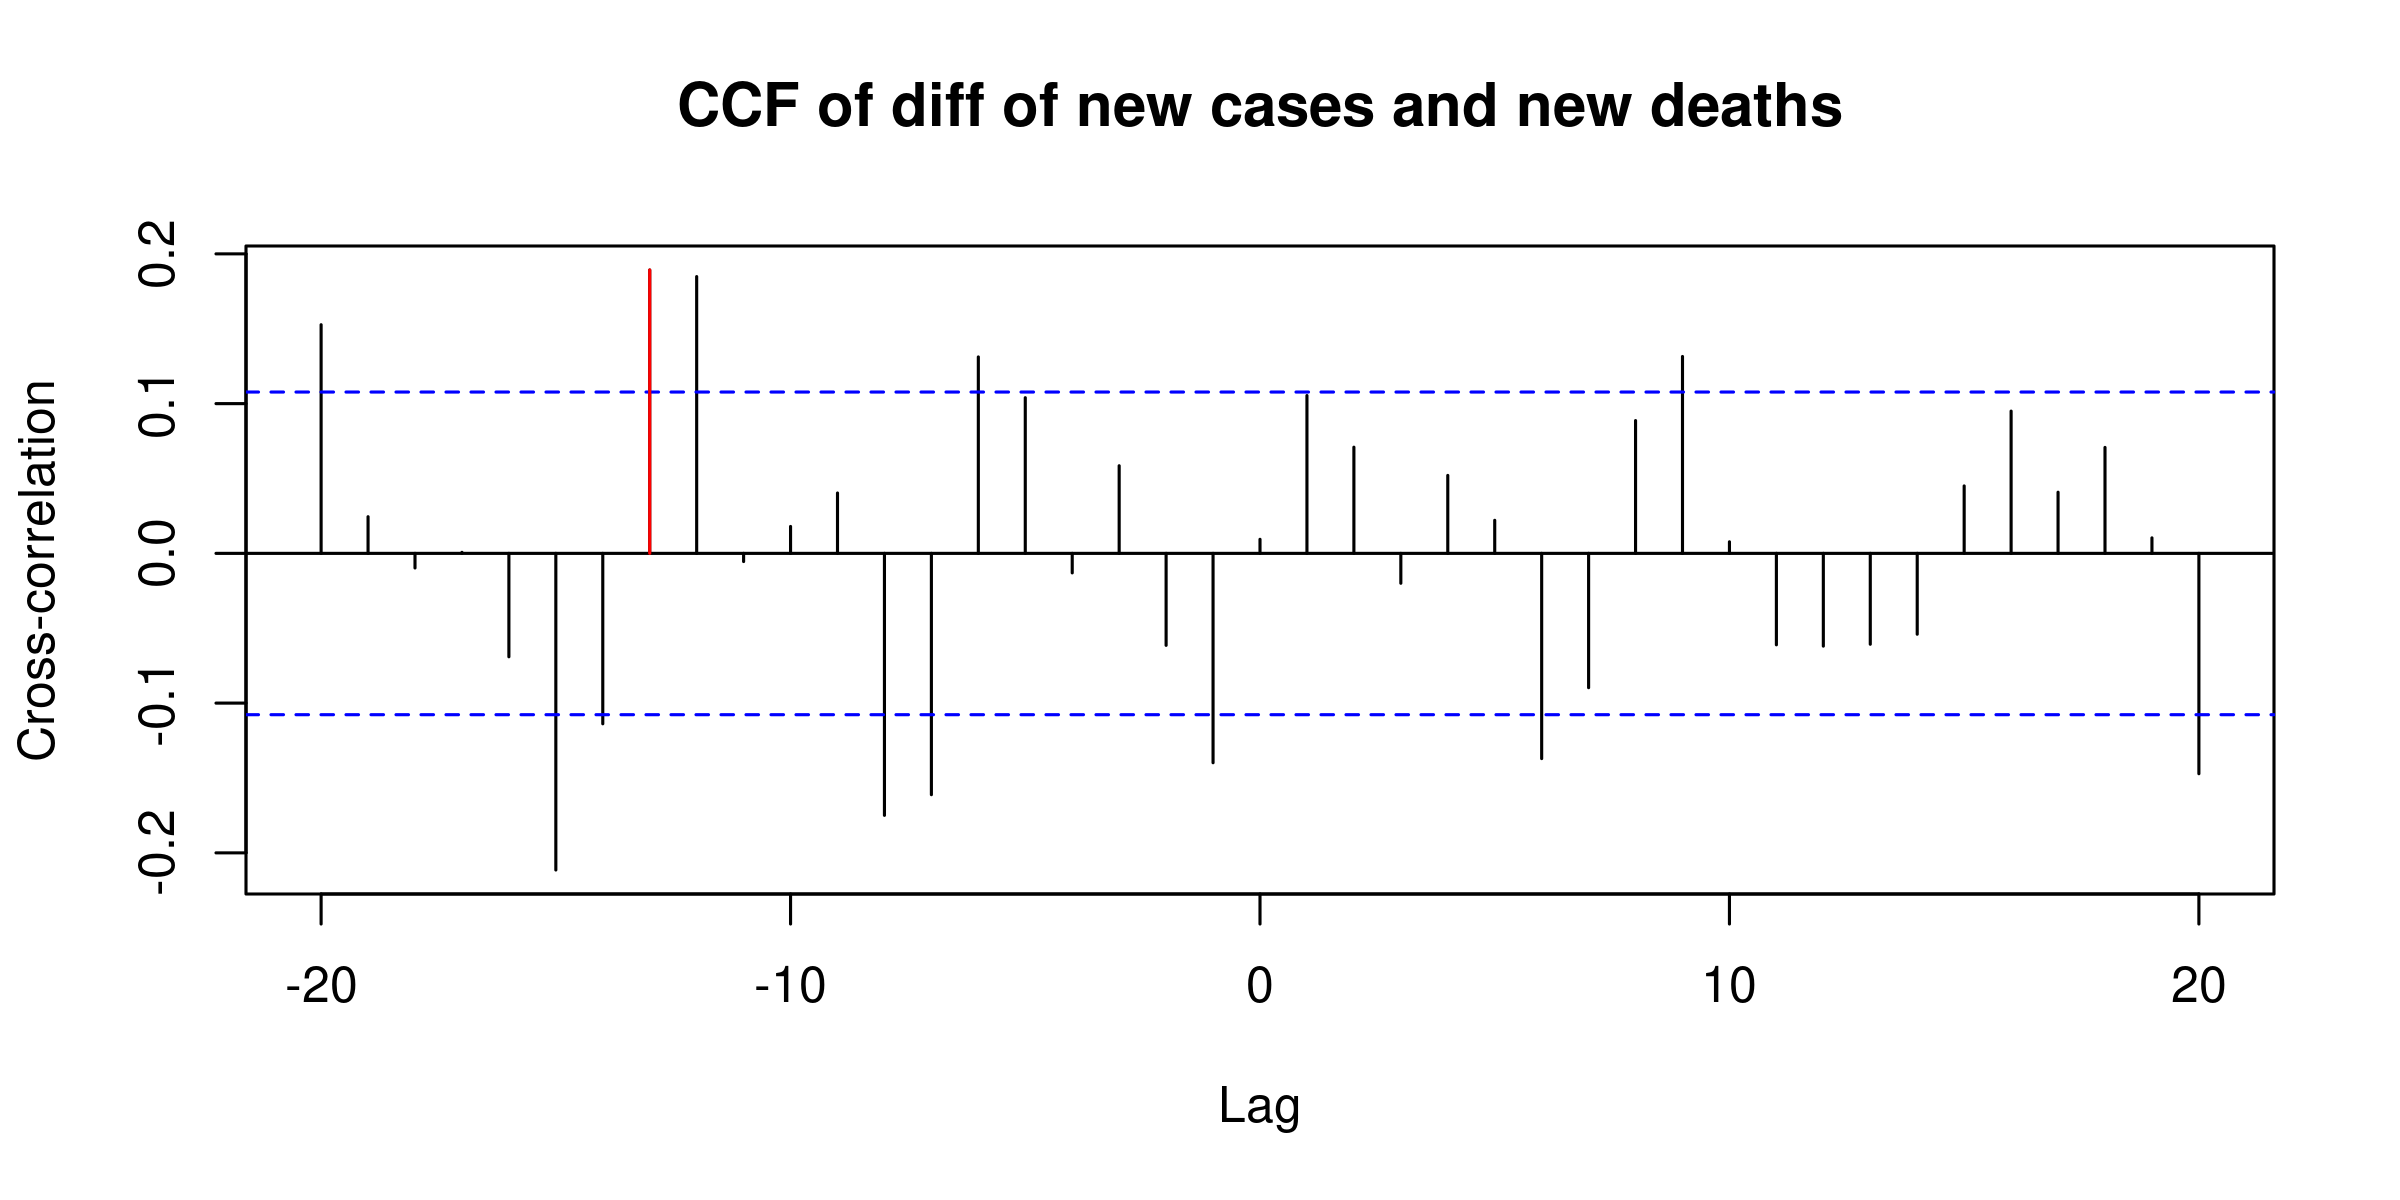 CCF of diff of new cases and new deaths
Cross-correlation
0.2
0.1
0.0
-0.1
-0.2
-20 -10 0 10 20
Lag